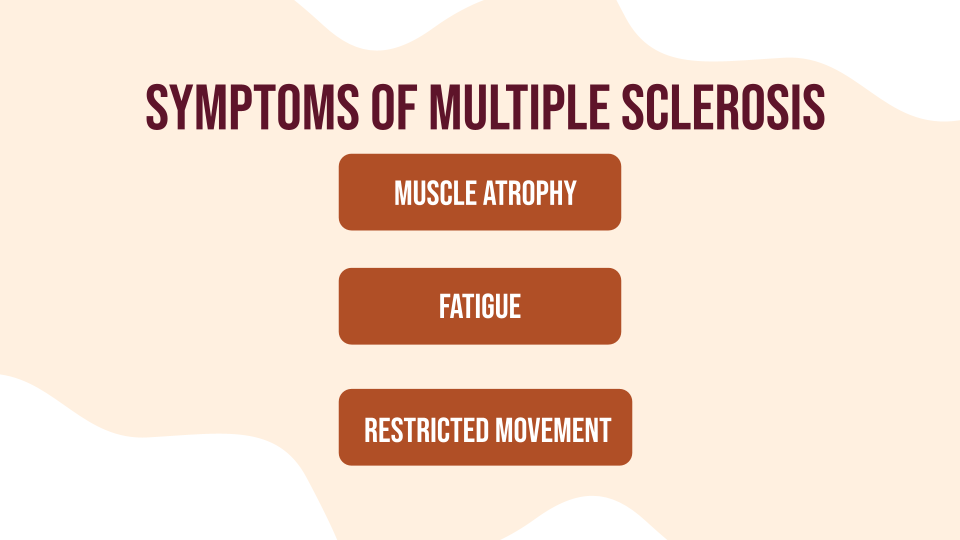 SYMPTOMS OF MULTIPLE SCLEROSIS
MUSCLE ATROPHY
FATIGUE
RESTRICTED MOVEMENT